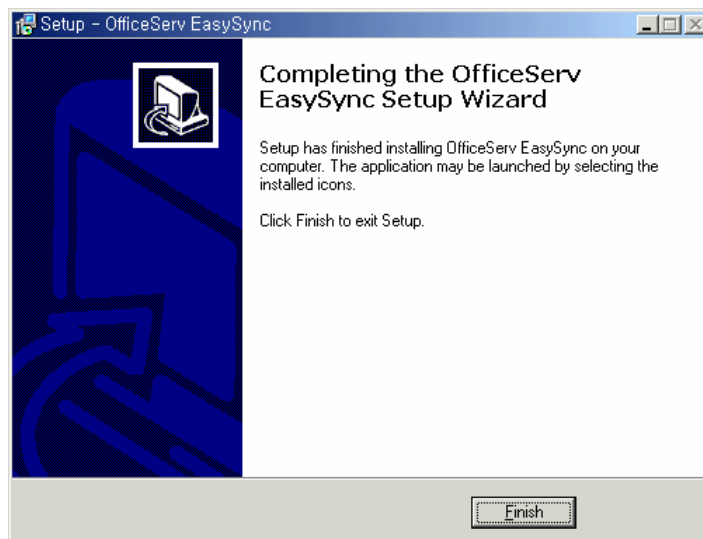 Setup - OfficeServ EasySync
Completing the OfficeServ
EasySync Setup Wizard
Setup has finished installing OfficeServ EasySync on your
computer. The application may be launched by selecting the
installed icons.
Click Finish to exit Setup.
Finish